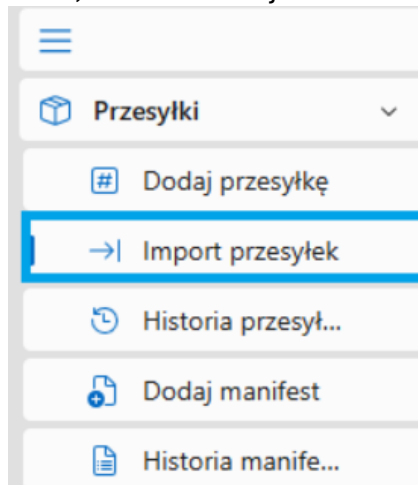 Przesyłki
Dodaj przesyłkę
Import przesyłek
Historia przesył...
Dodaj manifest
Historia manife...